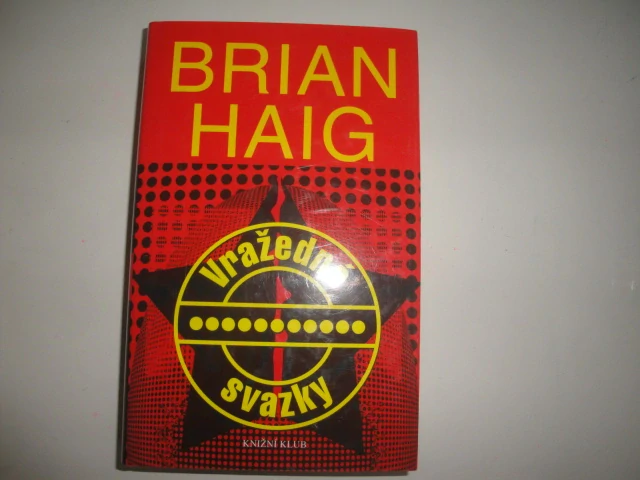 BRIAN
HAIG
Vražedné
svazky
KNIŽNÍ KLUB